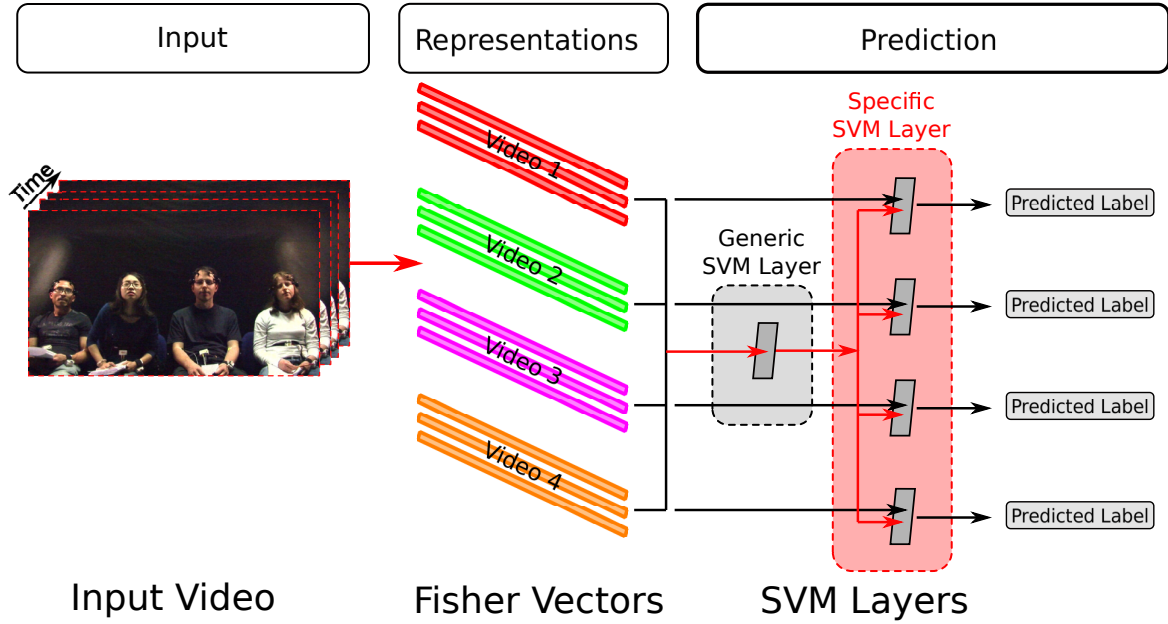 Input
Representations
Prediction
Time
Video 1
Video 2
Video 3
Video 4
Generic
SVM Layer
Specific
SVM Layer
Predicted Label
Predicted Label
Predicted Label
Predicted Label
Input Video
Fisher Vectors
SVM Layers